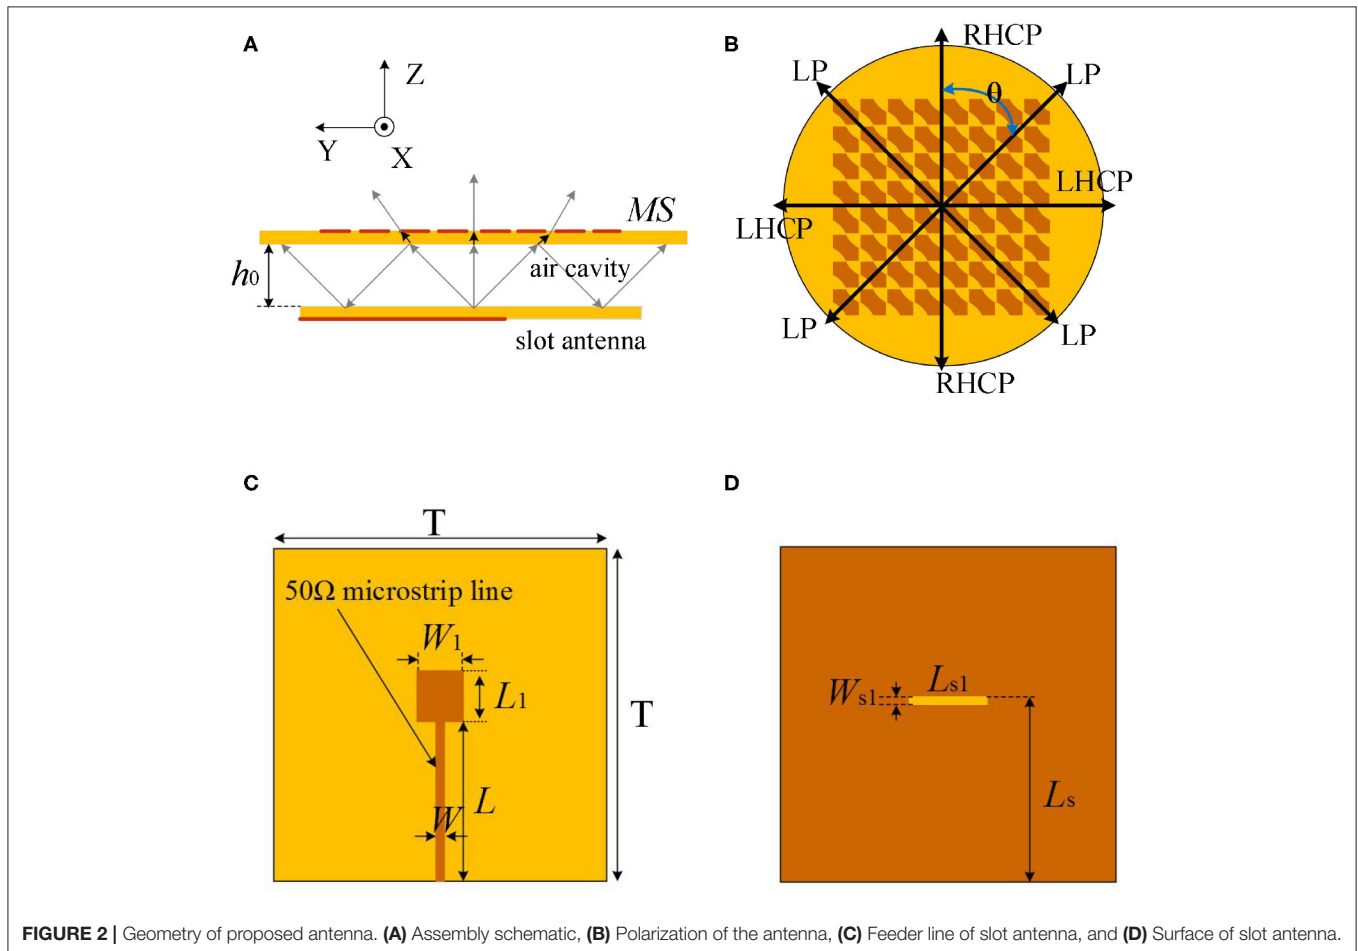 A
Z
Y
X
MS
h0
air cavity
slot antenna
B
RHCP
LP
LP
θ
LHCP
LHCP
LP
LP
RHCP
C
T
50Ω microstrip line
W1
L1
T
L
W
D
Ws1
Ls1
Ls
FIGURE 2 | Geometry of proposed antenna. (A) Assembly schematic, (B) Polarization of the antenna, (C) Feeder line of slot antenna, and (D) Surface of slot antenna.